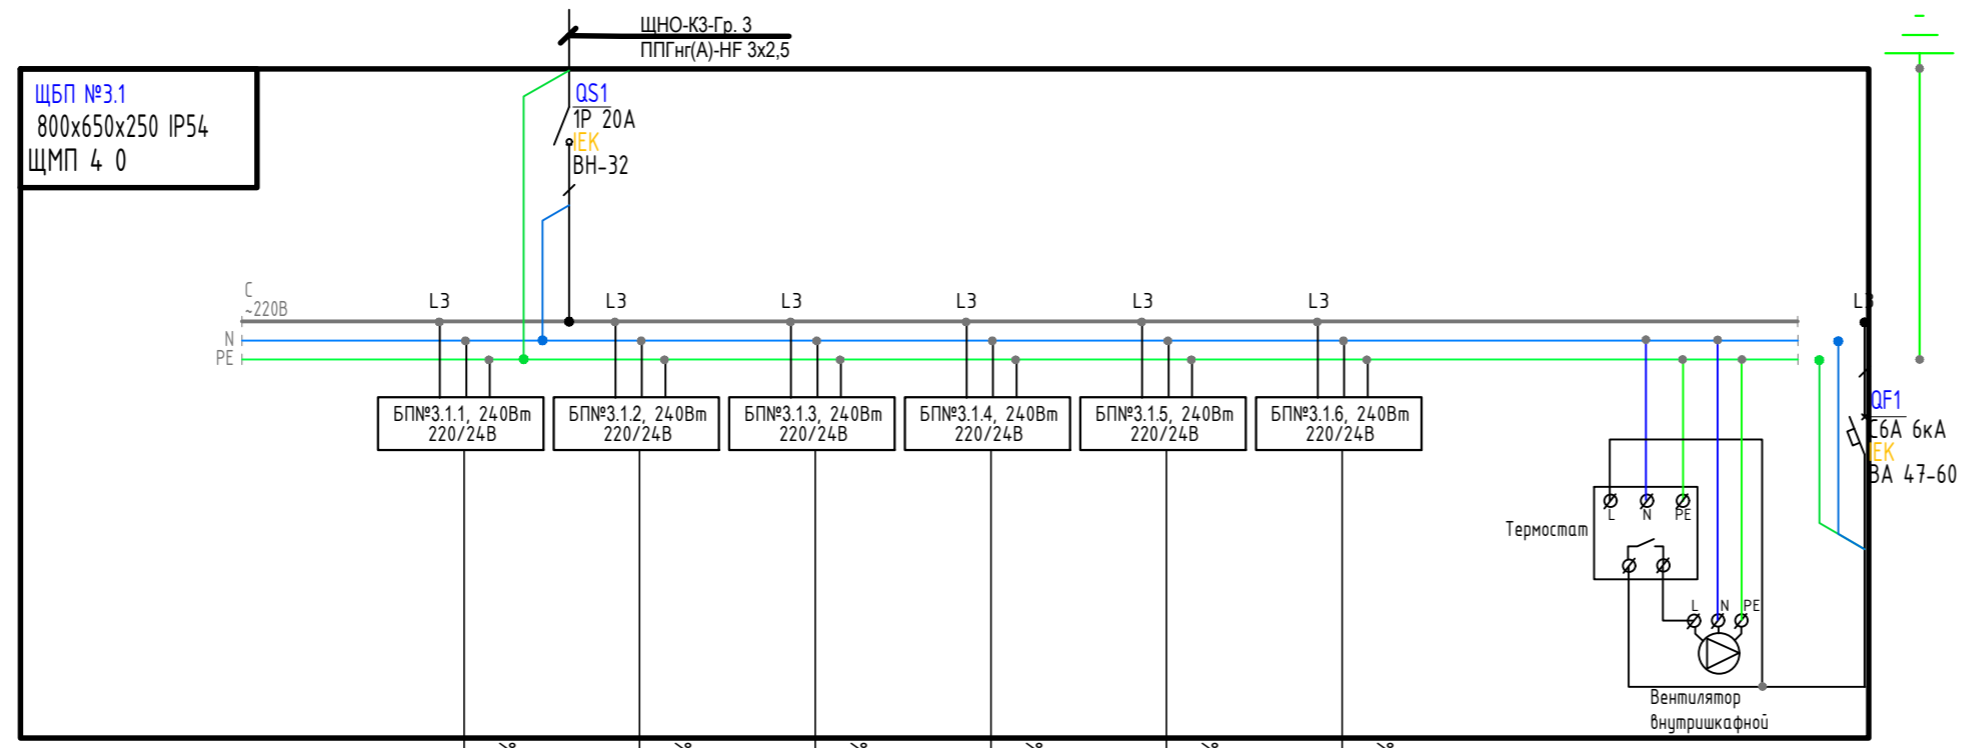 ЩНО-К3-Гр. 3
ППГнг(А)-HF 3х2,5
ЩБП №3.1
800х650х250 IP54
ЩМП 4 0
QS1
1P 20A
IEK
ВН-32
C
~220В
N
PE
L3
L3
L3
L3
L3
L3
L3
БП№3.1.1, 240Вт
220/24В
БП№3.1.2, 240Вт
220/24В
БП№3.1.3, 240Вт
220/24В
БП№3.1.4, 240Вт
220/24В
БП№3.1.5, 240Вт
220/24В
БП№3.1.6, 240Вт
220/24В
QF1
C6A 6кА
IEK
ВА 47-60
Термостат
L N PE
L N PE
Вентилятор
внутришкафной